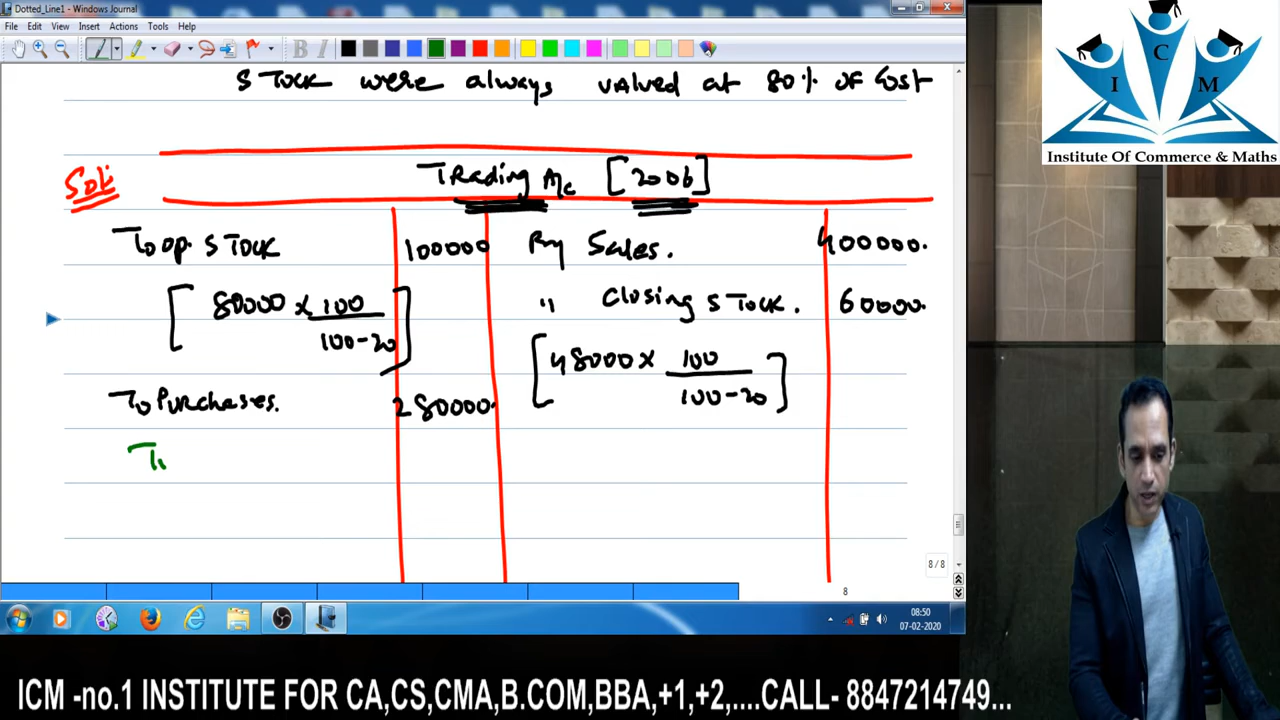 Dotted_Line1 - Windows Journal
File Edit View Insert Actions Tools Help
B I
STOCK were always valued at 80% OF COST
Sol:
Trading A/c [2006]
To op. STOCK 100000 By Sales. 400000.
[80000 × 100 / 100-20] " Closing STOCK. 60000.
[48000 × 100 / 100-20]
To Purchases. 280000.
To
8/8
8
08:50
07-02-2020
I C M
Institute Of Commerce & Maths
ICM -no.1 INSTITUTE FOR CA,CS,CMA,B.COM,BBA,+1,+2,....CALL- 8847214749...